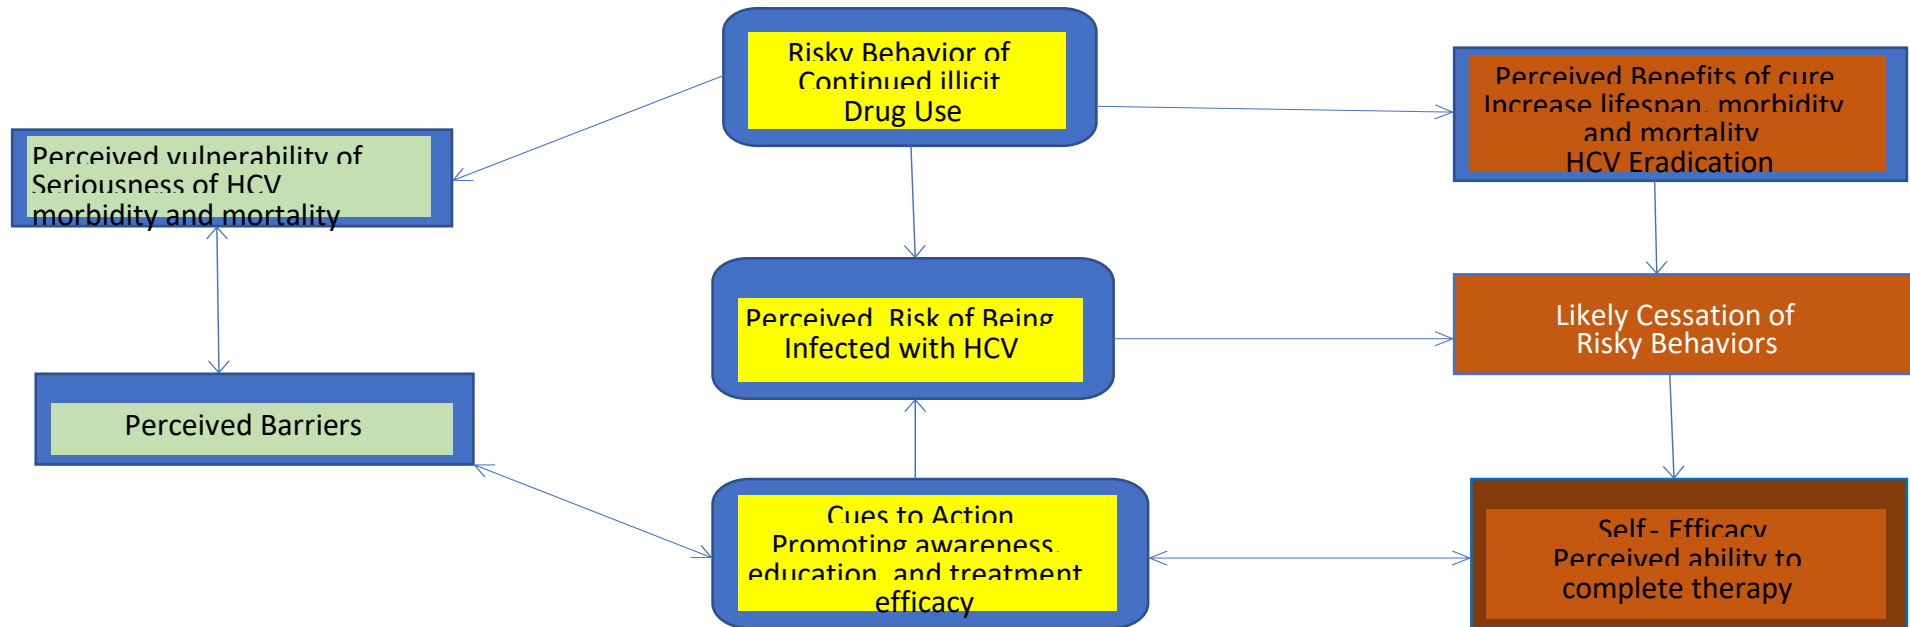 Risky Behavior of
Continued illicit
Drug Use
Perceived Benefits of cure
Increase lifespan, morbidity
and mortality
HCV Eradication
Perceived vulnerability of
Seriousness of HCV
morbidity and mortality
Perceived Risk of Being
Infected with HCV
Likely Cessation of
Risky Behaviors
Perceived Barriers
Cues to Action
Promoting awareness,
education, and treatment
efficacy
Self- Efficacy
Perceived ability to
complete therapy